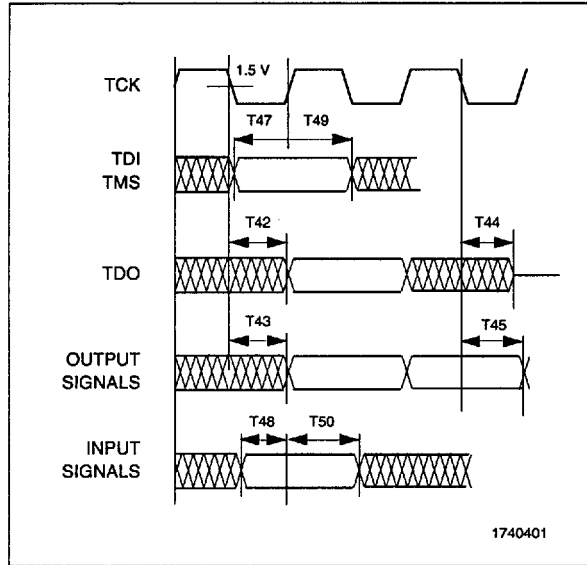 TCK
1.5 V
T47 T49
TDI
TMS
T42 T44
TDO
T43 T45
OUTPUT
SIGNALS
T48 T50
INPUT
SIGNALS
1740401